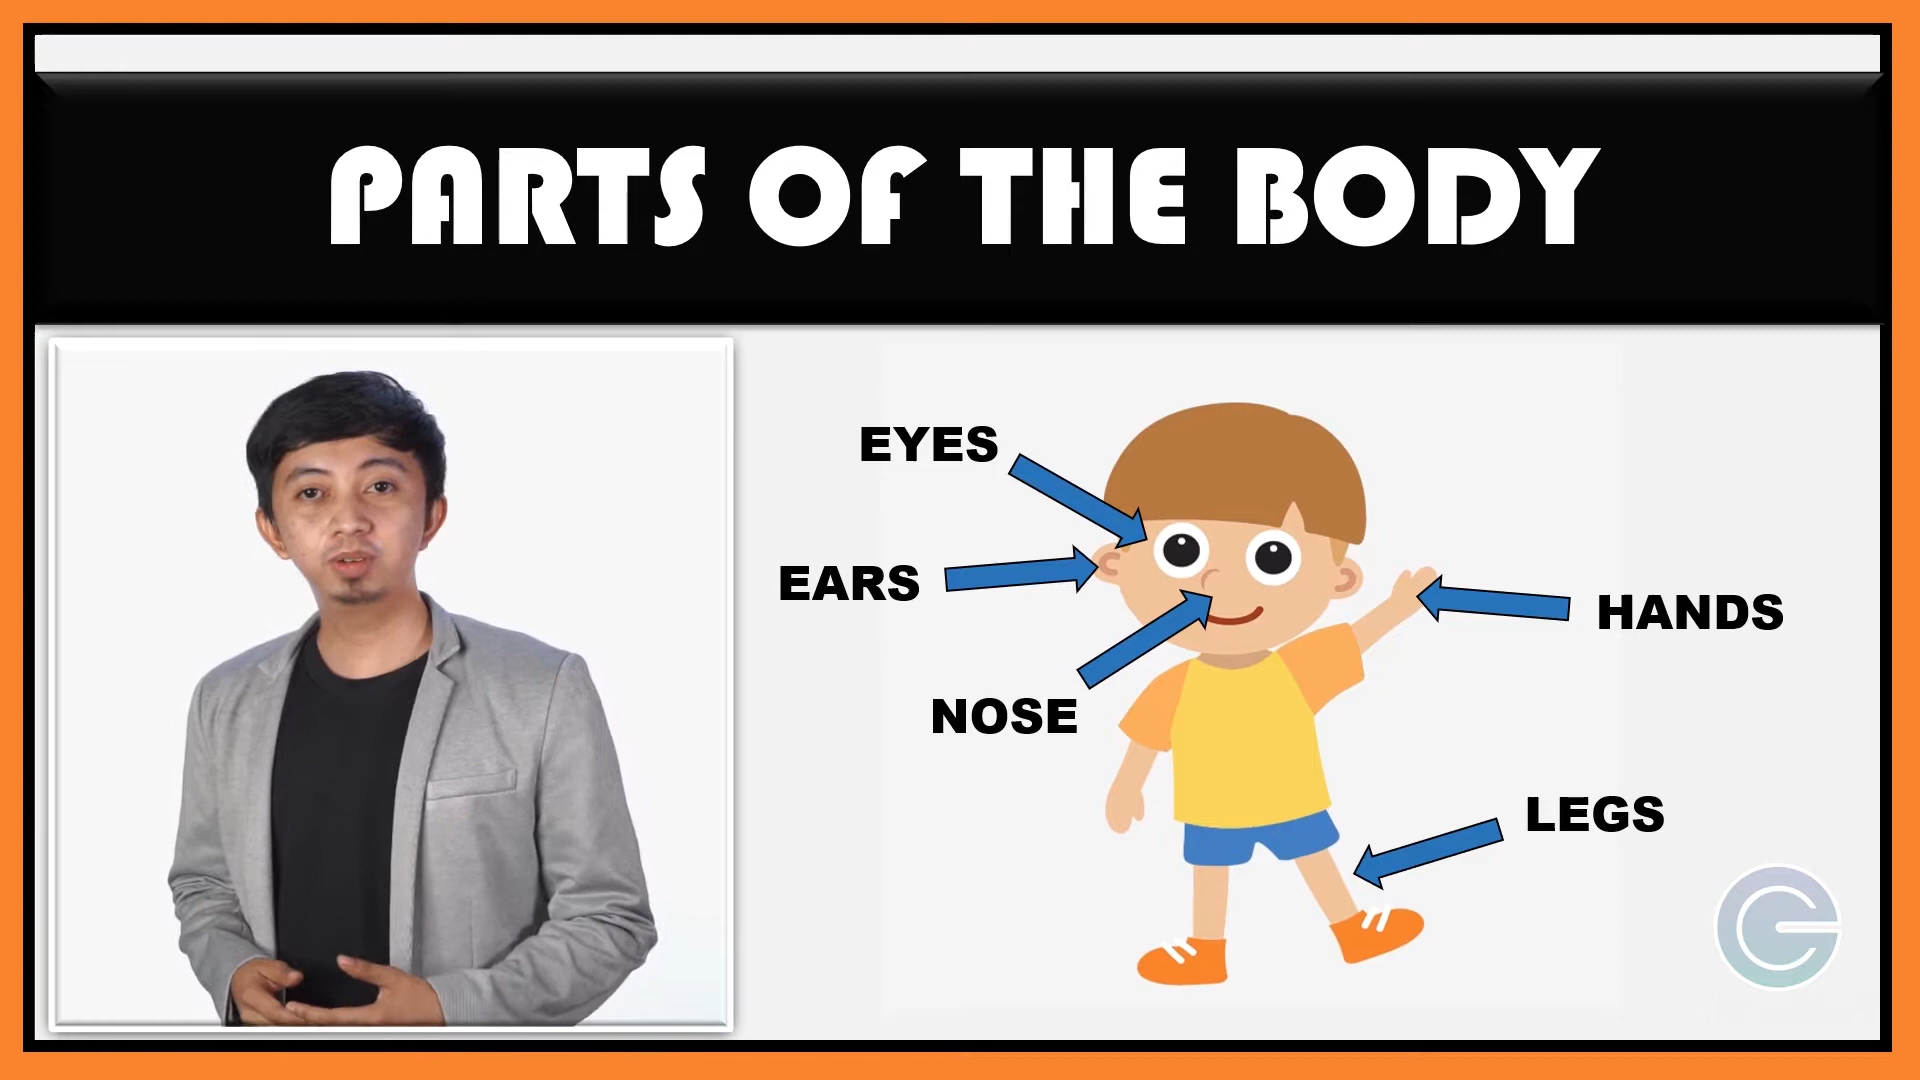 PARTS OF THE BODY
EYES
EARS
HANDS
NOSE
LEGS